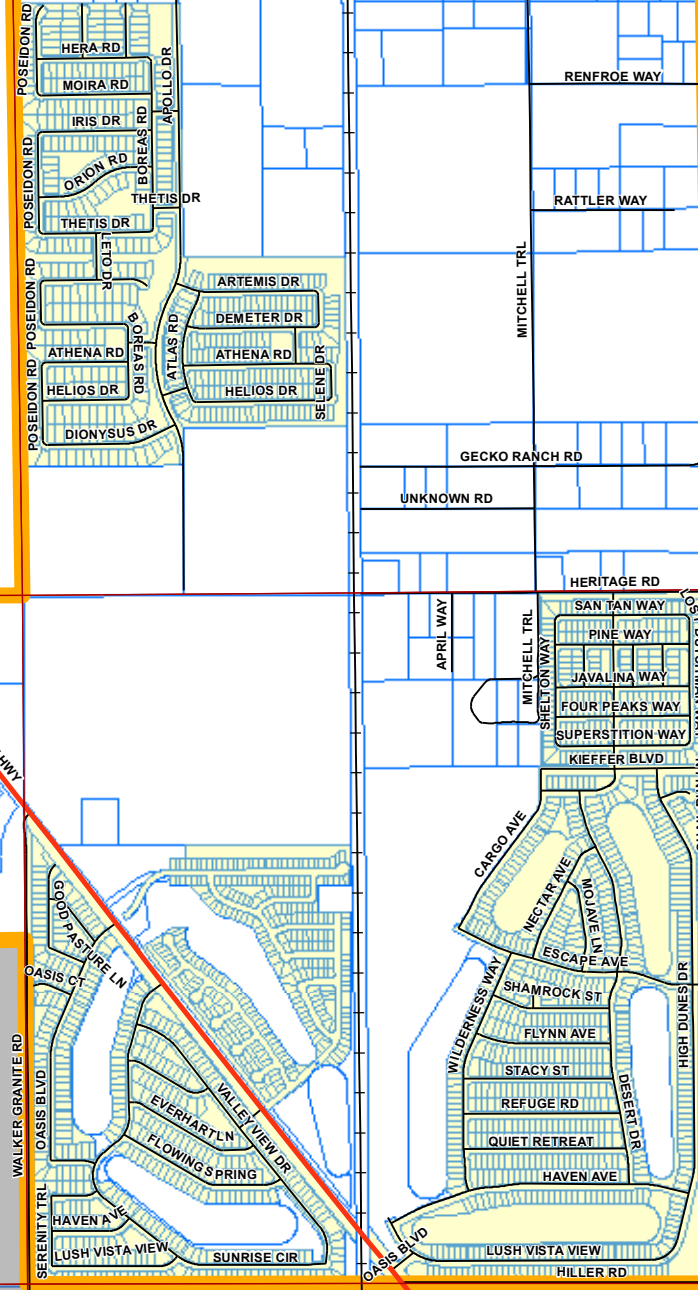 POSEIDON RD
HERA RD
MOIRA RD
APOLLO DR
RENFROE WAY
IRIS DR
BOREAS RD
POSEIDON RD
ORION RD
THETIS DR
RATTLER WAY
THETIS DR
LETO DR
MITCHELL TRL
POSEIDON RD
ARTEMIS DR
DEMETER DR
BOREAS RD
ATLAS RD
ATHENA RD
ATHENA RD
SELENE DR
POSEIDON RD
HELIOS DR
HELIOS DR
DIONYSUS DR
GECKO RANCH RD
UNKNOWN RD
HERITAGE RD
SAN TAN WAY
APRIL WAY
MITCHELL TRL
SHELTON WAY
PINE WAY
JAVALINA WAY
FOUR PEAKS WAY
SUPERSTITION WAY
KIEFFER BLVD
HWY
CARGO AVE
NECTAR AVE
MOJAVE LN
GOOD PASTURE LN
ESCAPE AVE
OASIS CT
WILDERNESS WAY
SHAMROCK ST
HIGH DUNES DR
FLYNN AVE
STACY ST
WALKER GRANITE RD
OASIS BLVD
VALLEY VIEW DR
REFUGE RD
DESERT DR
EVERHART LN
FLOWING SPRING
QUIET RETREAT
HAVEN AVE
SERENITY TRL
HAVEN AVE
LUSH VISTA VIEW
SUNRISE CIR
OASIS BLVD
LUSH VISTA VIEW
HILLER RD